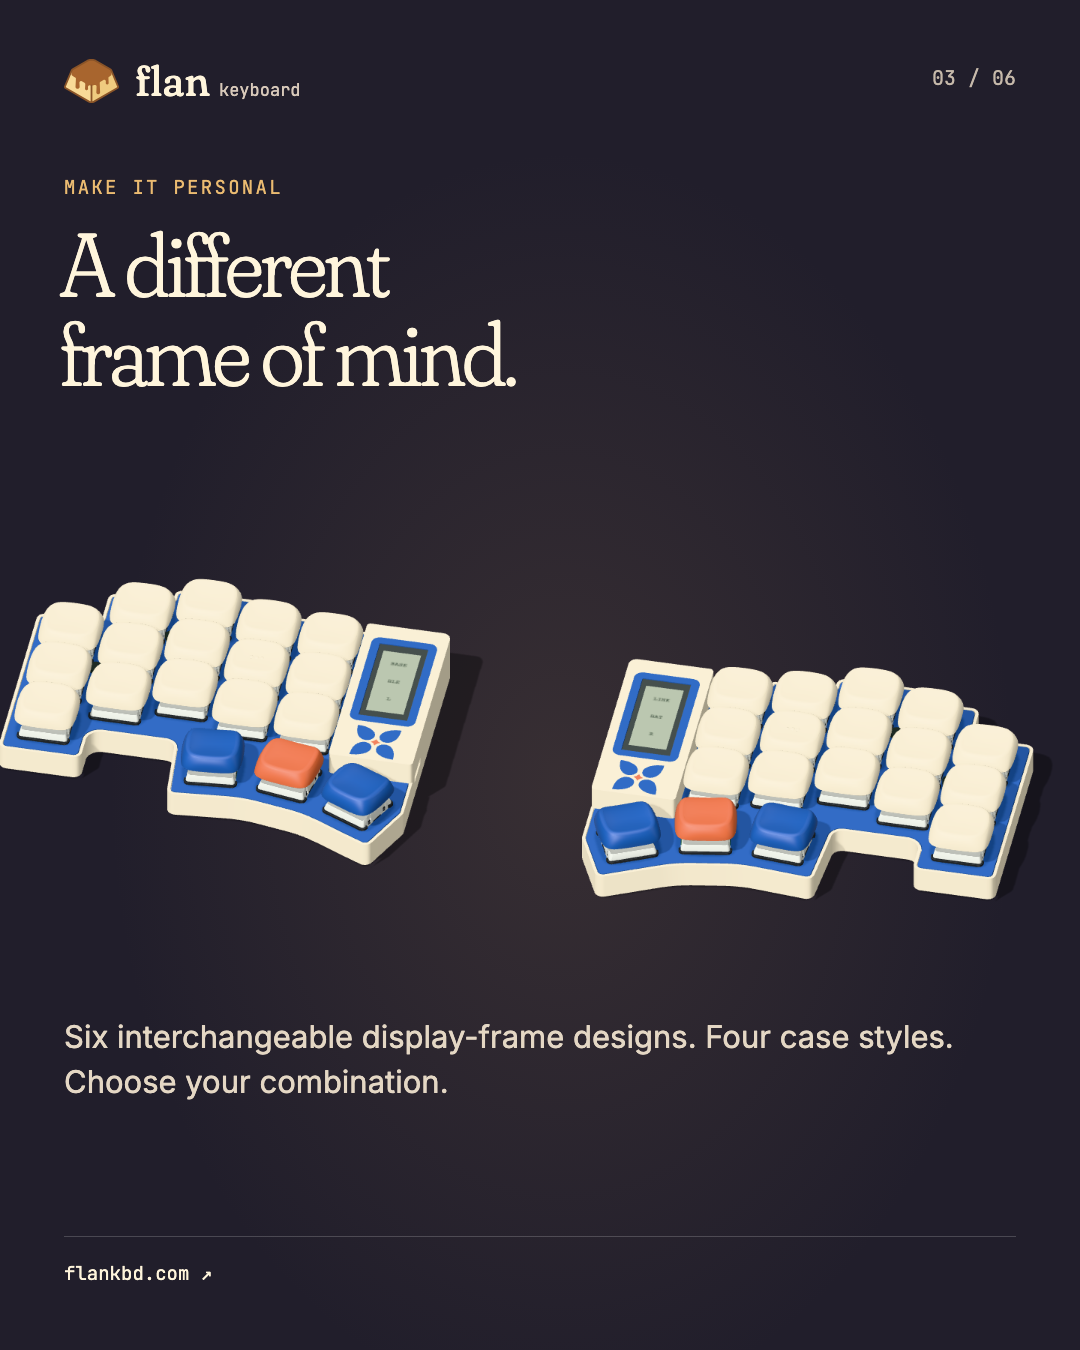 flan keyboard
03 / 06
MAKE IT PERSONAL
A different
frame of mind.
Six interchangeable display-frame designs. Four case styles.
Choose your combination.
flankbd.com ↗